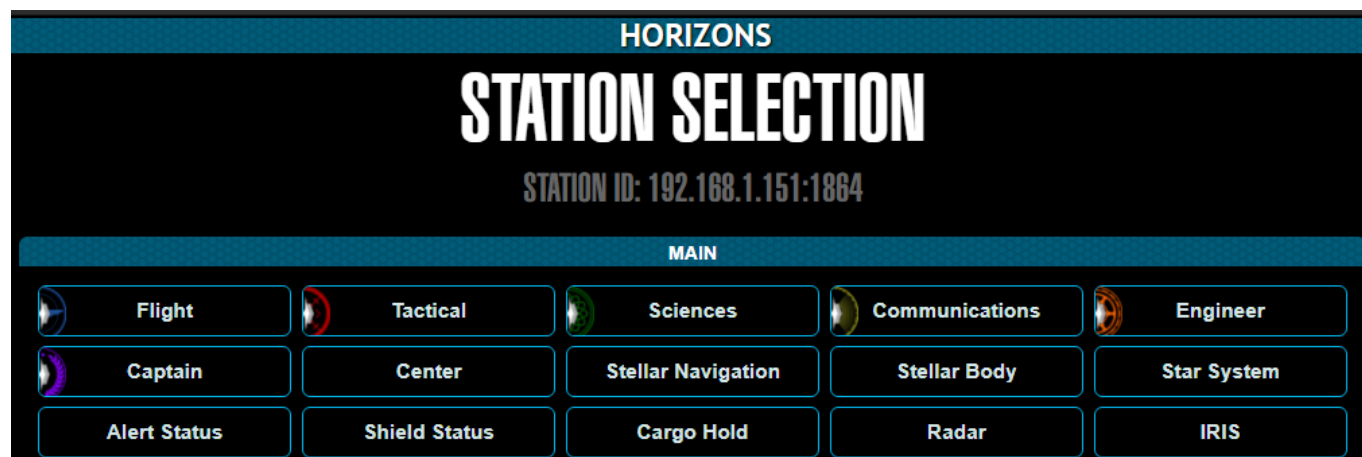 HORIZONS
STATION SELECTION
STATION ID: 192.168.1.151:1864
MAIN
Flight Tactical Sciences Communications Engineer
Captain Center Stellar Navigation Stellar Body Star System
Alert Status Shield Status Cargo Hold Radar IRIS